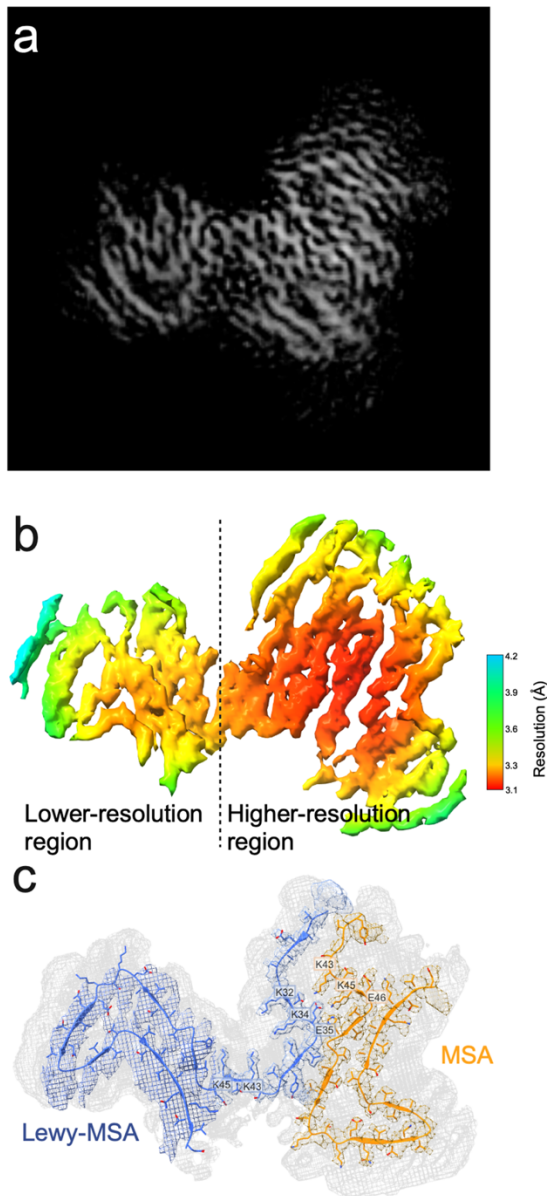 a
b
4.2
3.9
3.6
3.3
3.1
Resolution (Å)
Lower-resolution
region
Higher-resolution
region
c
K43
K32
K45
E46
K34
E35
K45
K43
MSA
Lewy-MSA